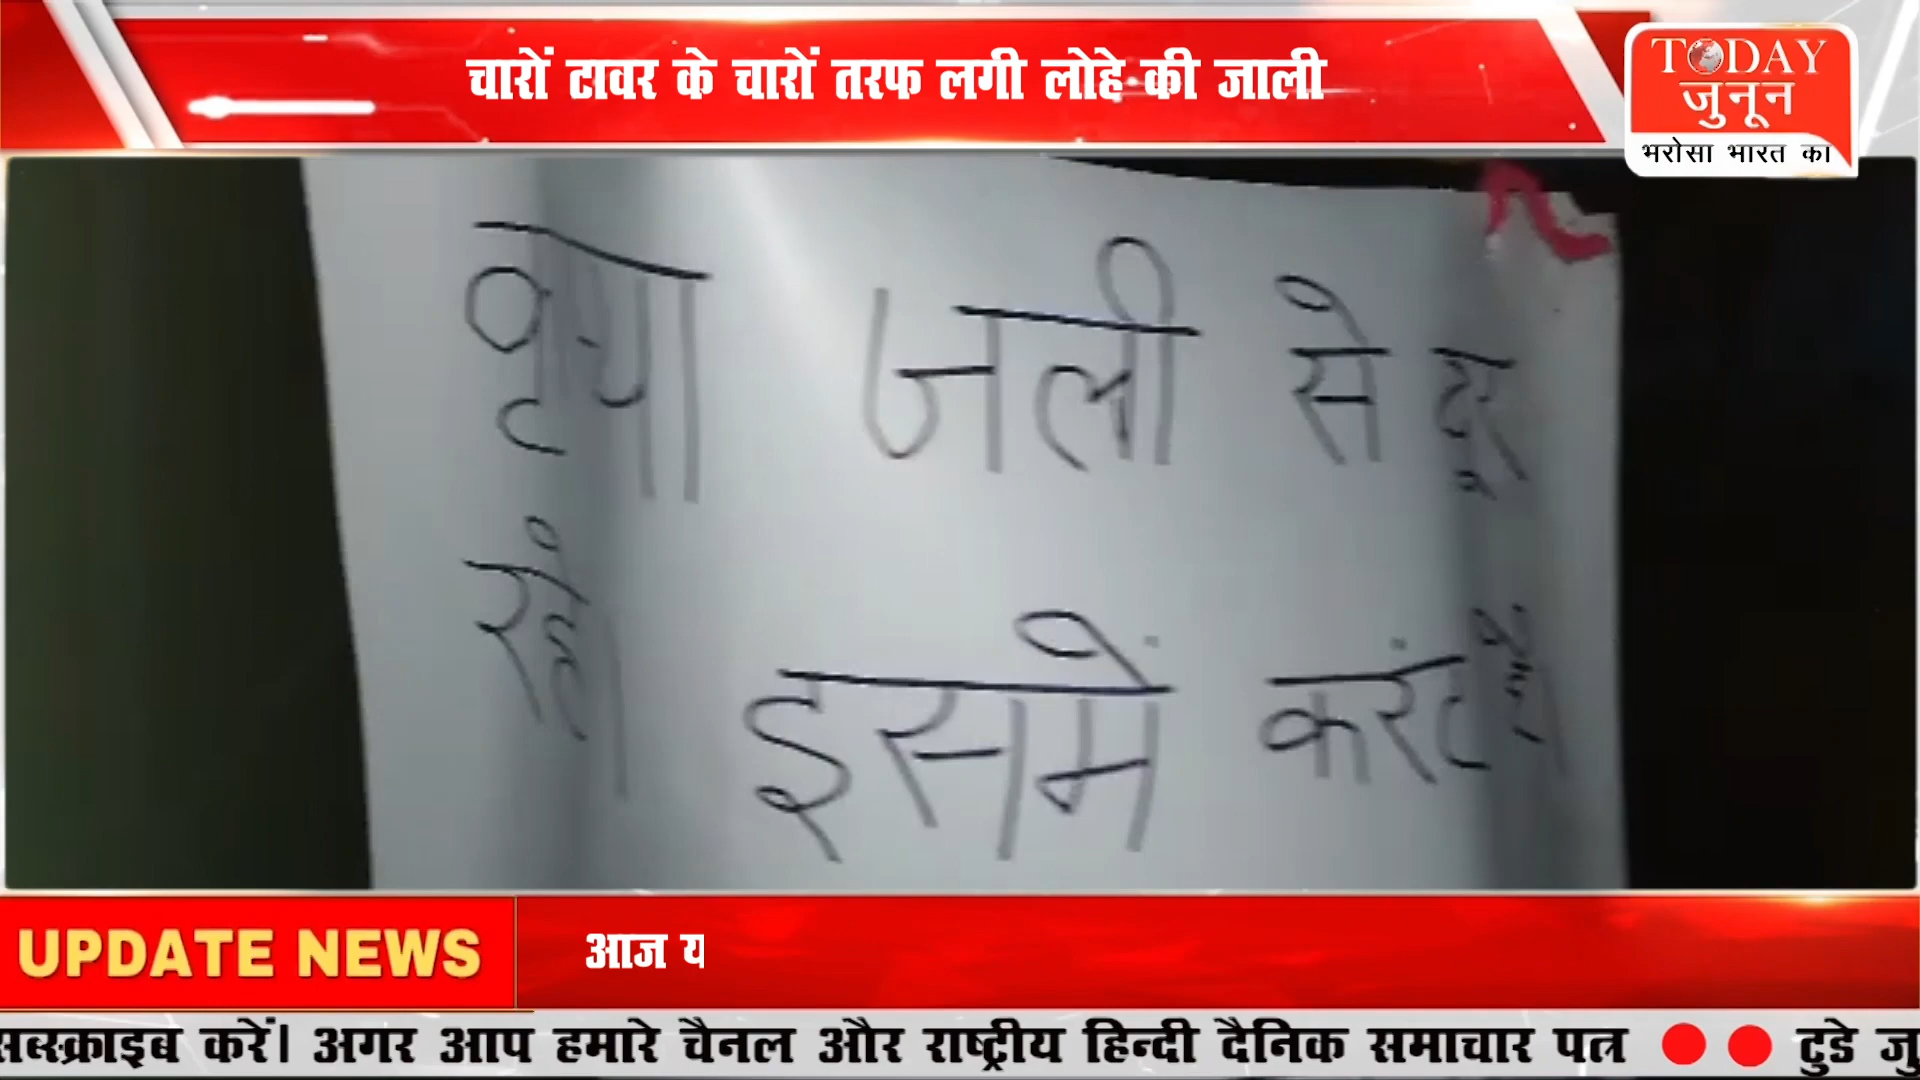 चारों टावर के चारों तरफ लगी लोहे की जाली
TODAY
जुनून
भरोसा भारत का
कृपा जली से दूर
रहें
इसमें करंट है
UPDATE NEWS
आज य
सब्स्क्राइब करें। अगर आप हमारे चैनल और राष्ट्रीय हिन्दी दैनिक समाचार पत्र टुडे जु